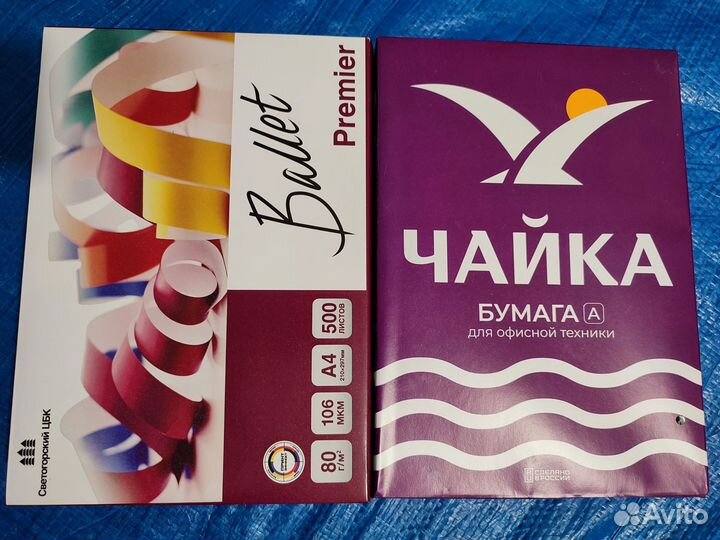 Ballet
Premier
500
ЛИСТОВ
A4
210x297мм
106
МКМ
80
г/м²
Светогорский ЦБК
ЧАЙКА
БУМАГА A
для офисной техники
СДЕЛАНО
В РОССИИ
Avito